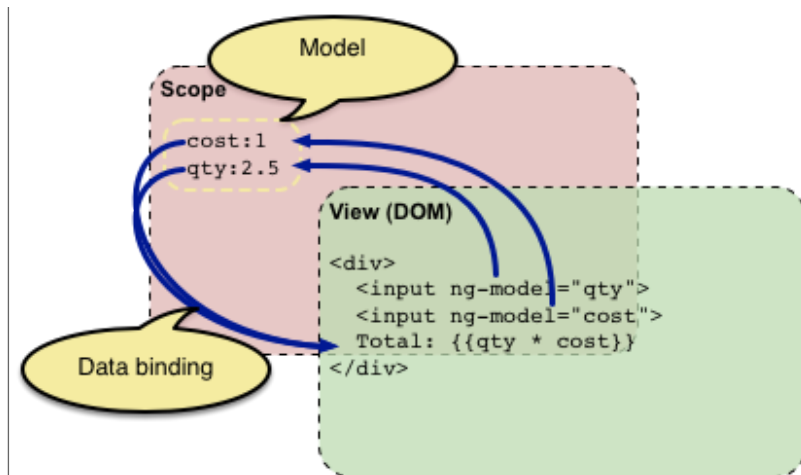 Model
Scope
cost:1
qty:2.5
View (DOM)
<div>
<input ng-model="qty">
<input ng-model="cost">
Total: {{qty * cost}}
</div>
Data binding